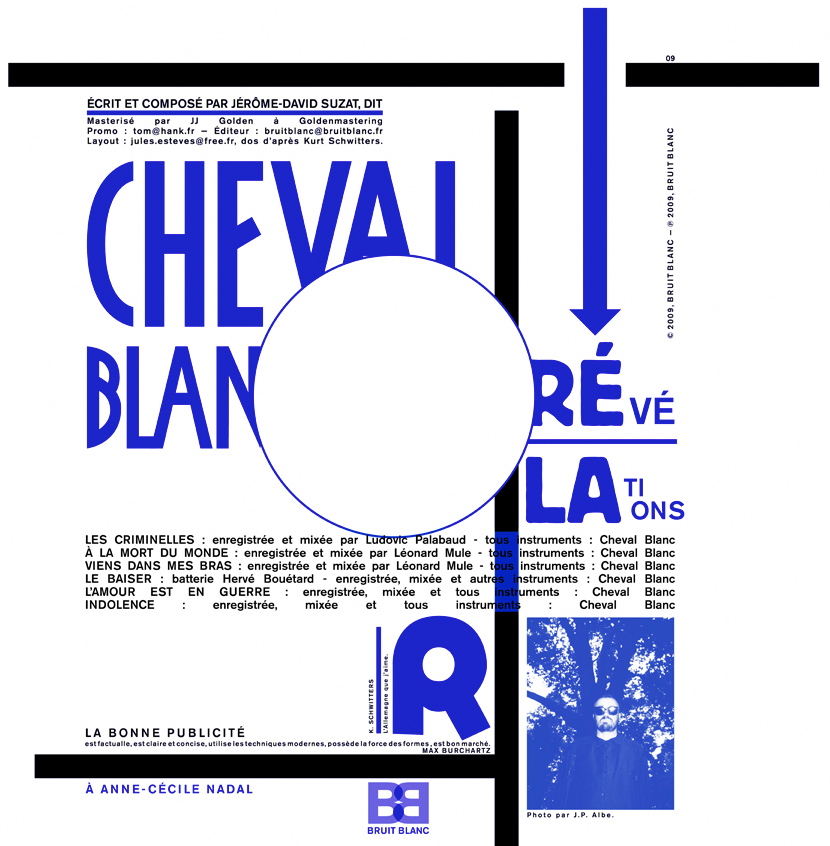 09
ÉCRIT ET COMPOSÉ PAR JÉRÔME-DAVID SUZAT, DIT
Masterisé par JJ Golden à Goldenmastering
Promo : tom@hank.fr – Éditeur : bruitblanc@bruitblanc.fr
Layout : jules.esteves@free.fr, dos d'après Kurt Schwitters.
CHEVAL
BLAN
© 2009, BRUIT BLANC – ℗ 2009, BRUIT BLANC
RÉVÉ
LATI
ONS
LES CRIMINELLES : enregistrée et mixée par Ludovic Palabaud - tous instruments : Cheval Blanc
À LA MORT DU MONDE : enregistrée et mixée par Léonard Mule - tous instruments : Cheval Blanc
VIENS DANS MES BRAS : enregistrée et mixée par Léonard Mule - tous instruments : Cheval Blanc
LE BAISER : batterie Hervé Bouétard - enregistrée, mixée et autres instruments : Cheval Blanc
L'AMOUR EST EN GUERRE : enregistrée, mixée et tous instruments : Cheval Blanc
INDOLENCE : enregistrée, mixée et tous instruments : Cheval Blanc
K. SCHWITTERS
L'Allemagne que j'aime.
R
LA BONNE PUBLICITÉ
est factualle, est claire et concise, utilise les techniques modernes, possède la force des formes, est bon marché.
MAX BURCHARTZ
À ANNE-CÉCILE NADAL
BB
BRUIT BLANC
Photo par J.P. Albe.